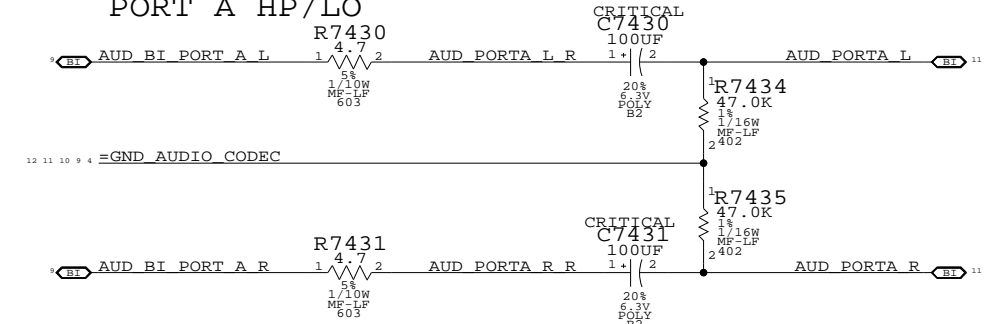 PORT A HP/LO
CRITICAL
C7430
100UF
1 + 2
20%
6.3V
POLY
B2
R7430
4.7
1 2
5%
1/10W
MF-LF
603
9 BI AUD_BI_PORT_A_L
AUD_PORTA_L_R
AUD_PORTA_L BI 11
1
R7434
47.0K
1%
1/16W
MF-LF
402
2
12 11 10 9 4 =GND_AUDIO_CODEC
1
R7435
47.0K
1%
1/16W
MF-LF
402
2
CRITICAL
C7431
100UF
1 + 2
20%
6.3V
POLY
B2
R7431
4.7
1 2
5%
1/10W
MF-LF
603
9 BI AUD_BI_PORT_A_R
AUD_PORTA_R_R
AUD_PORTA_R BI 11